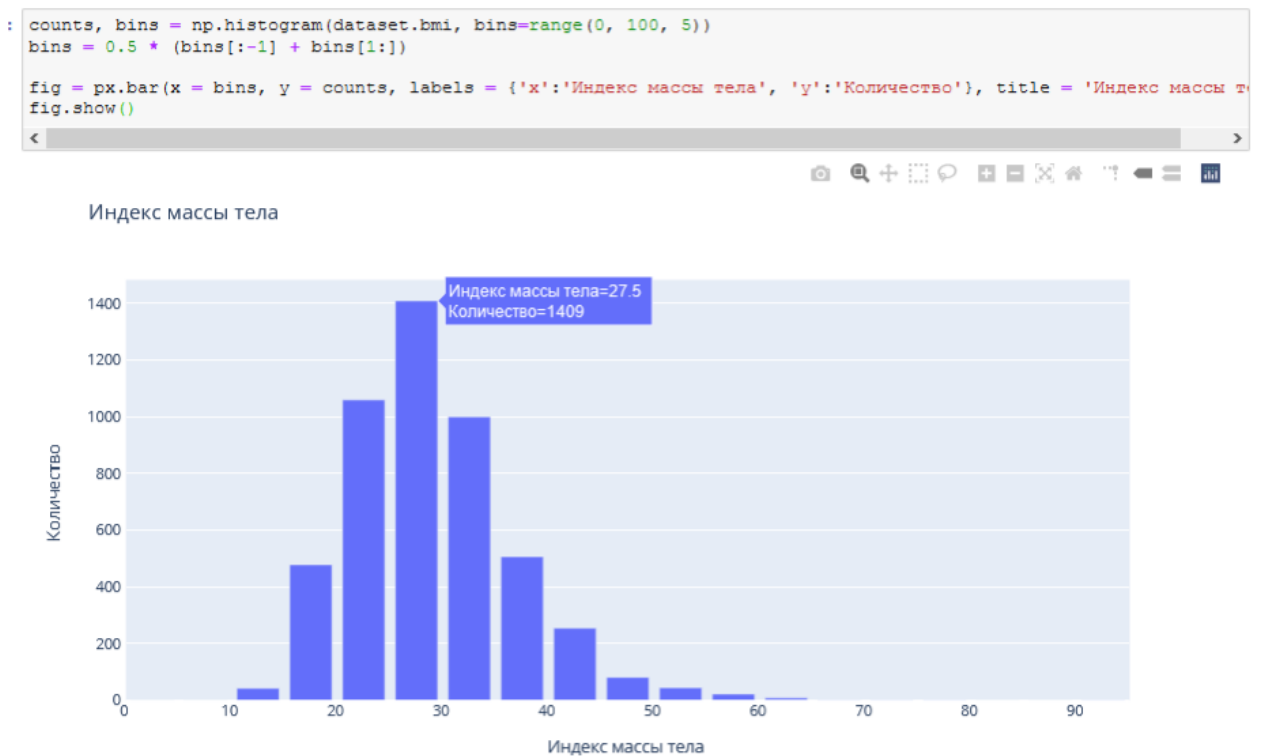 : counts, bins = np.histogram(dataset.bmi, bins=range(0, 100, 5))
bins = 0.5 * (bins[:-1] + bins[1:])
fig = px.bar(x = bins, y = counts, labels = {'x':'Индекс массы тела', 'y':'Количество'}, title = 'Индекс массы
fig.show()
Индекс массы тела
Индекс массы тела=27.5
Количество=1409
1400
1200
1000
800
600
400
200
0
Количество
0 10 20 30 40 50 60 70 80 90
Индекс массы тела